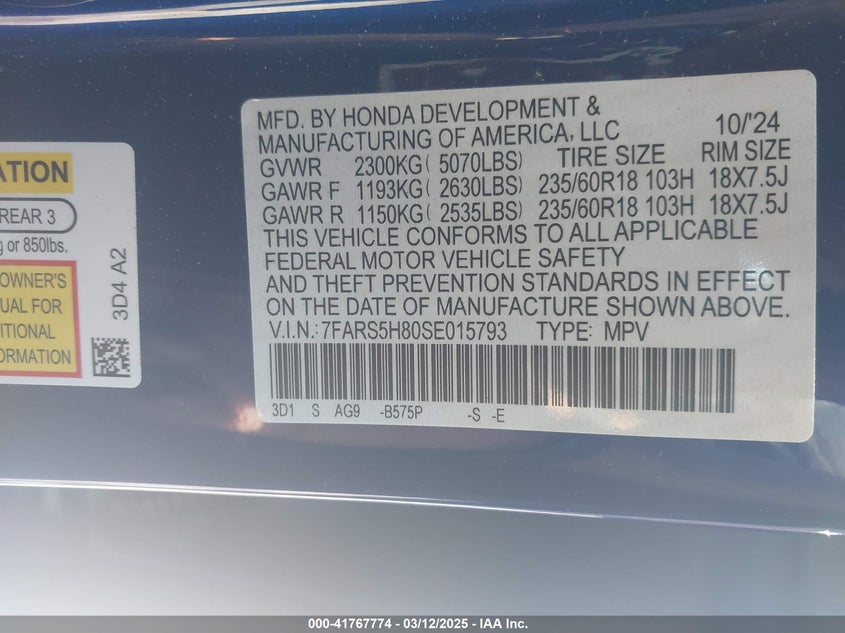 ATION
REAR 3
g or 850lbs.
OWNER'S
UAL FOR
ITIONAL
ORMATION
3D4 A2
MFD. BY HONDA DEVELOPMENT &
MANUFACTURING OF AMERICA, LLC 10/'24
GVWR 2300KG( 5070LBS) TIRE SIZE RIM SIZE
GAWR F 1193KG( 2630LBS) 235/60R18 103H 18X7.5J
GAWR R 1150KG( 2535LBS) 235/60R18 103H 18X7.5J
THIS VEHICLE CONFORMS TO ALL APPLICABLE
FEDERAL MOTOR VEHICLE SAFETY
AND THEFT PREVENTION STANDARDS IN EFFECT
ON THE DATE OF MANUFACTURE SHOWN ABOVE.
V.I.N.:7FARS5H80SE015793 TYPE: MPV
3D1 S AG9 -B575P -S -E
000-41767774 — 03/12/2025 — IAA Inc.